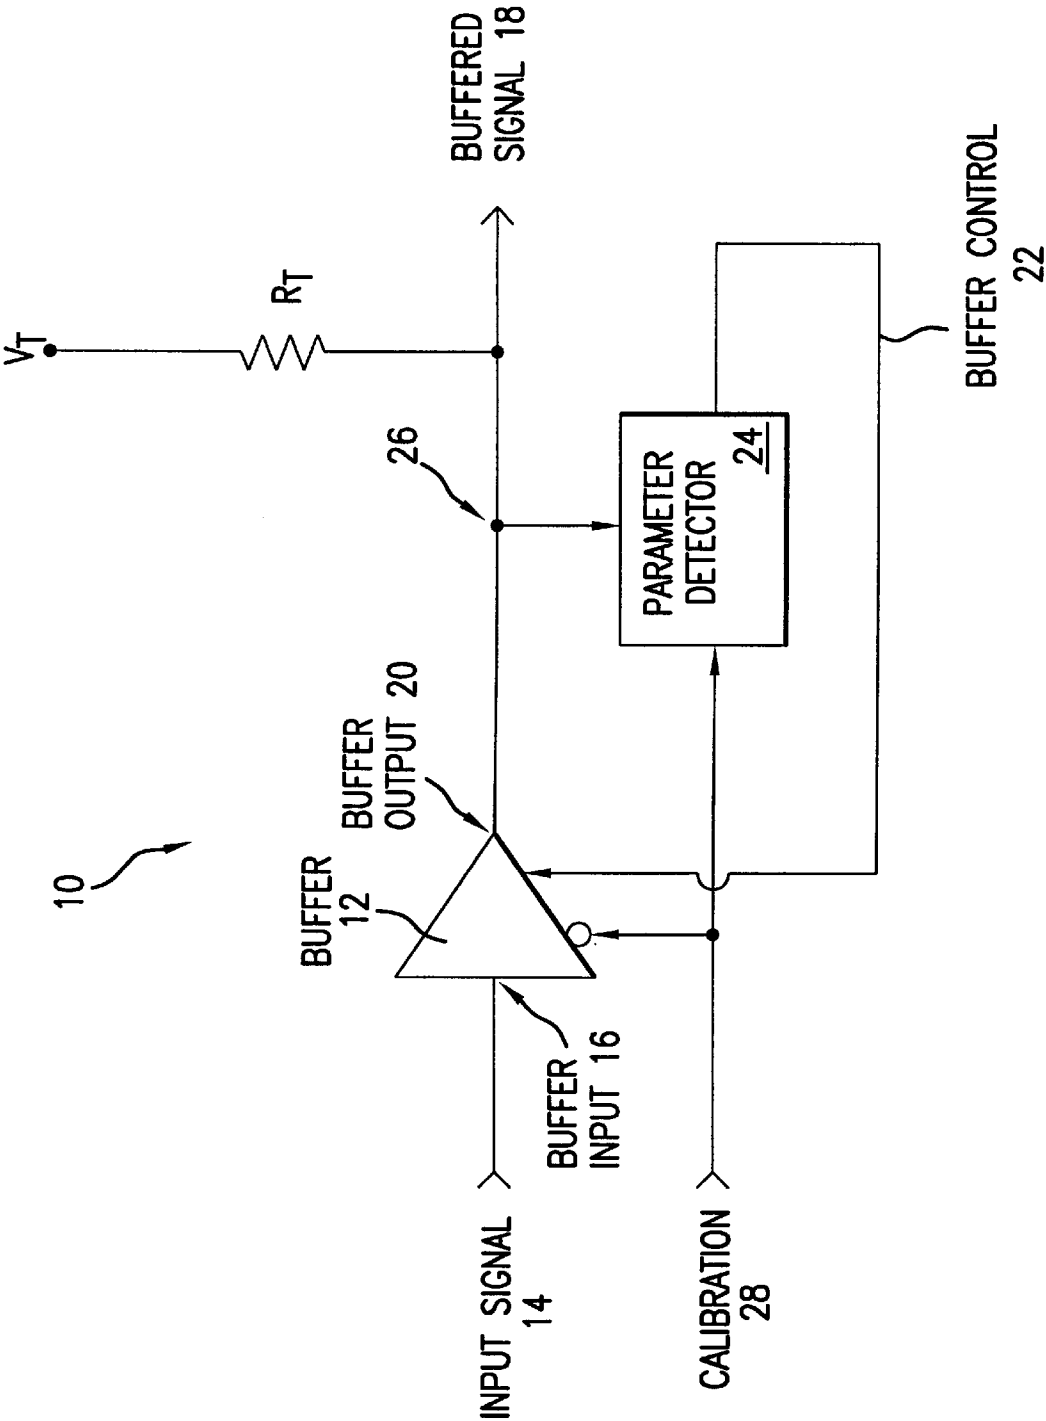 10
V_T
R_T
BUFFERED
SIGNAL 18
26
BUFFER
OUTPUT 20
BUFFER
12
INPUT SIGNAL
14
BUFFER
INPUT 16
PARAMETER
DETECTOR
24
CALIBRATION
28
BUFFER CONTROL
22